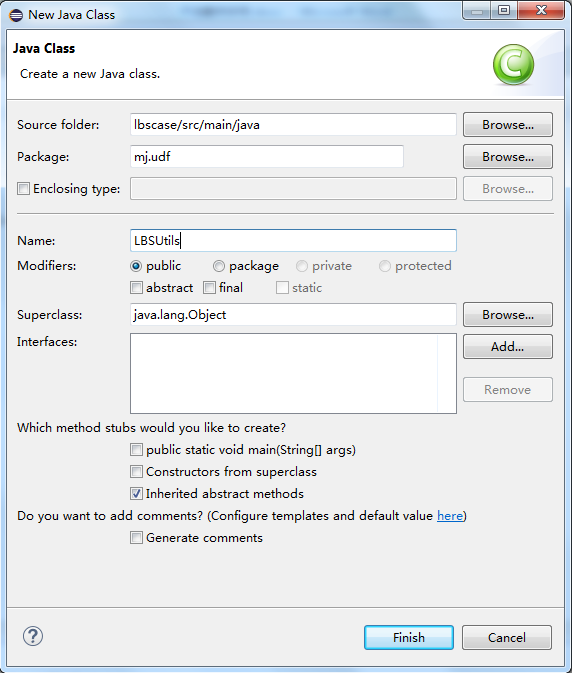 New Java Class
Java Class
Create a new Java class.
Source folder: lbscase/src/main/java Browse...
Package: mj.udf Browse...
Enclosing type: Browse...
Name: LBSUtils
Modifiers: public package private protected
abstract final static
Superclass: java.lang.Object Browse...
Interfaces: Add...
Remove
Which method stubs would you like to create?
public static void main(String[] args)
Constructors from superclass
Inherited abstract methods
Do you want to add comments? (Configure templates and default value here)
Generate comments
? Finish Cancel